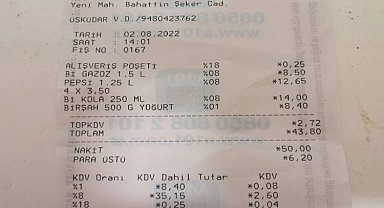 Yeni Mah. Bahattin Şeker Cad.
ÜSKÜDAR V.D./9480423762
TARİH : 02.08.2022
SAAT : 14:01
FİŞ NO : 0167
ALIŞVERİŞ POŞETİ %18 *0,25
Bİ GAZOZ 1.5 L %08 *8,50
PEPSİ 1.25 L %08 *12,65
4 X 3,50
Bİ KOLA 250 ML %08 *14,00
BİRŞAH 500 G YOĞURT %01 *8,40
TOPKDV *2,72
TOPLAM *43,80
NAKİT *50,00
PARA ÜSTÜ *6,20
KDV Oranı KDV Dahil Tutar KDV
%1 *8,40 *0,08
%8 *35,15 *2,60
%18 *0,25 *0,04